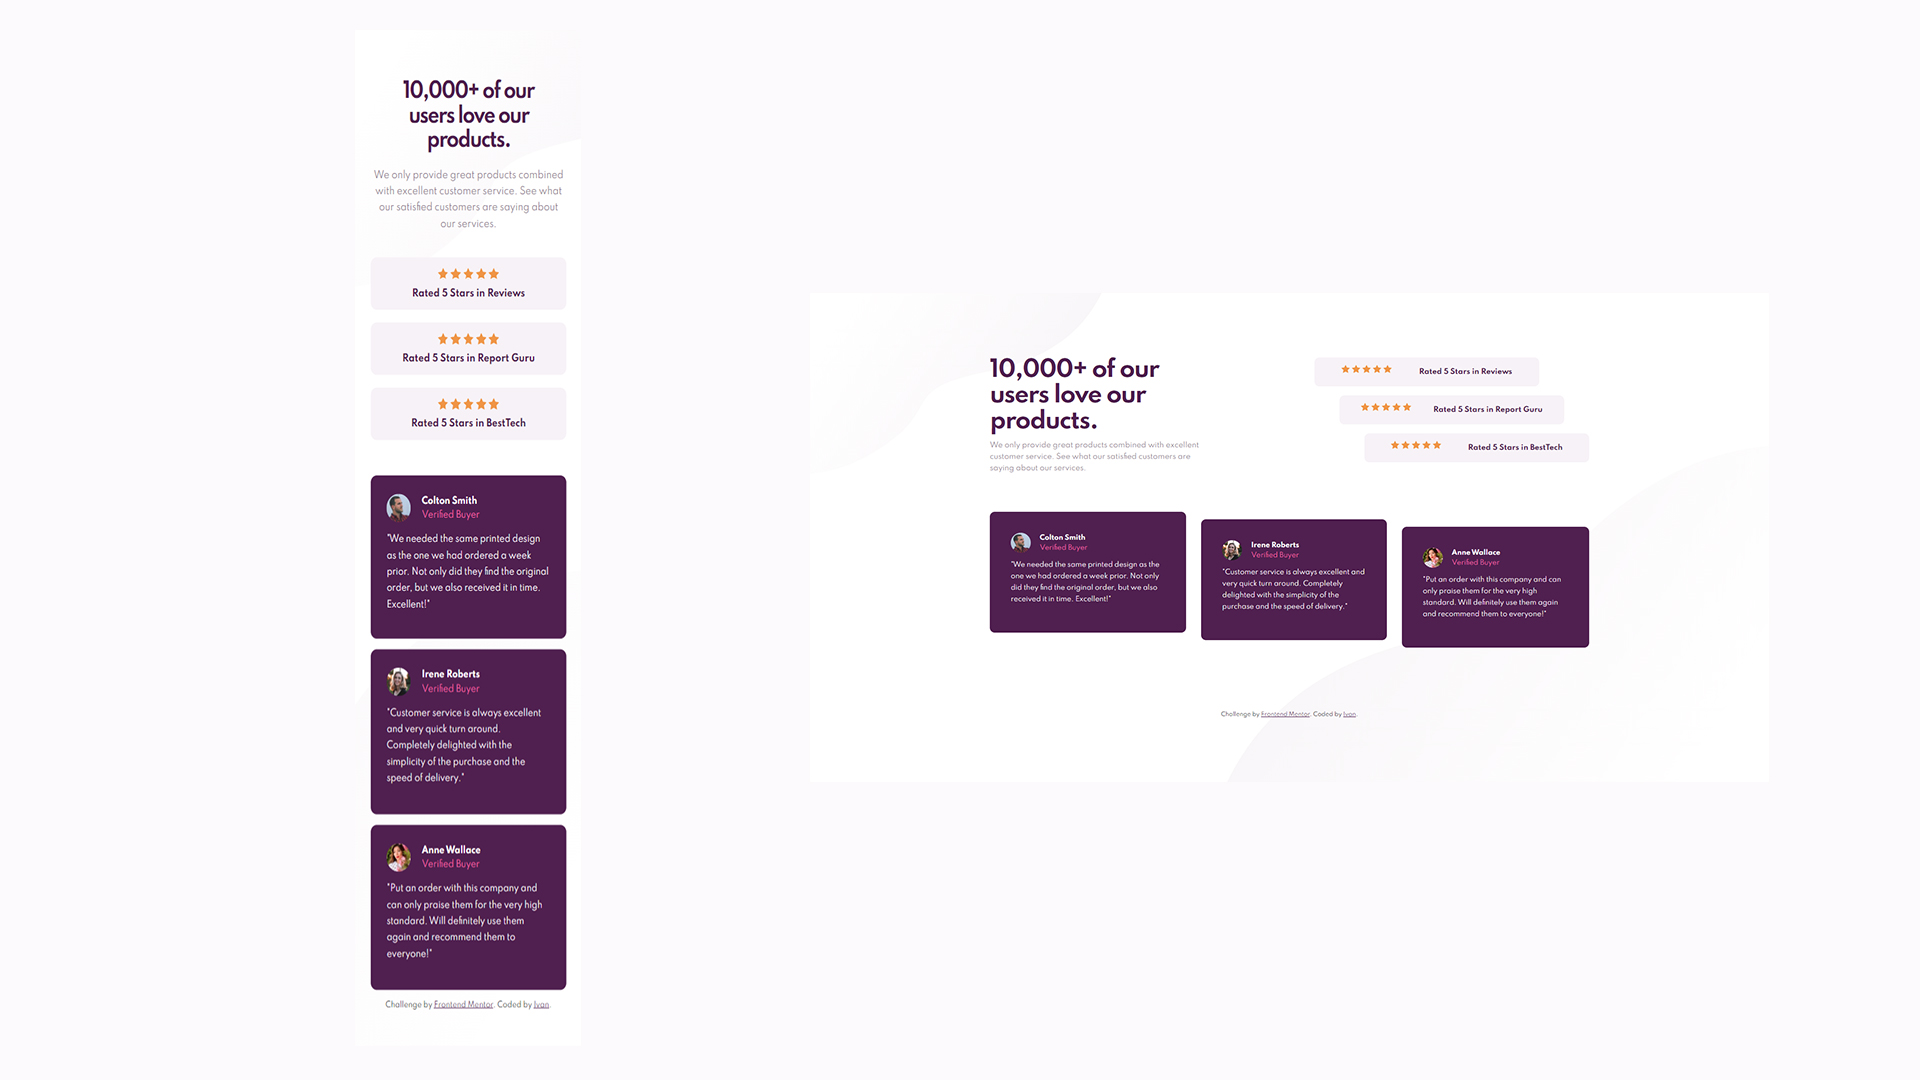 10,000+ of our
users love our
products.
We only provide great products combined
with excellent customer service. See what
our satisfied customers are saying about
our services.
Rated 5 Stars in Reviews
Rated 5 Stars in Report Guru
Rated 5 Stars in BestTech
Colton Smith
Verified Buyer
"We needed the same printed design
as the one we had ordered a week
prior. Not only did they find the original
order, but we also received it in time.
Excellent!"
Irene Roberts
Verified Buyer
"Customer service is always excellent
and very quick turn around.
Completely delighted with the
simplicity of the purchase and the
speed of delivery."
Anne Wallace
Verified Buyer
"Put an order with this company and
can only praise them for the very high
standard. Will definitely use them
again and recommend them to
everyone!"
Challenge by Frontend Mentor. Coded by Ivan.
10,000+ of our
users love our
products.
We only provide great products combined with excellent
customer service. See what our satisfied customers are
saying about our services.
Rated 5 Stars in Reviews
Rated 5 Stars in Report Guru
Rated 5 Stars in BestTech
Colton Smith
Verified Buyer
"We needed the same printed design as the
one we had ordered a week prior. Not only
did they find the original order, but we also
received it in time. Excellent!"
Irene Roberts
Verified Buyer
"Customer service is always excellent and
very quick turn around. Completely
delighted with the simplicity of the
purchase and the speed of delivery."
Anne Wallace
Verified Buyer
"Put an order with this company and can
only praise them for the very high
standard. Will definitely use them again
and recommend them to everyone!"
Challenge by Frontend Mentor. Coded by Ivan.